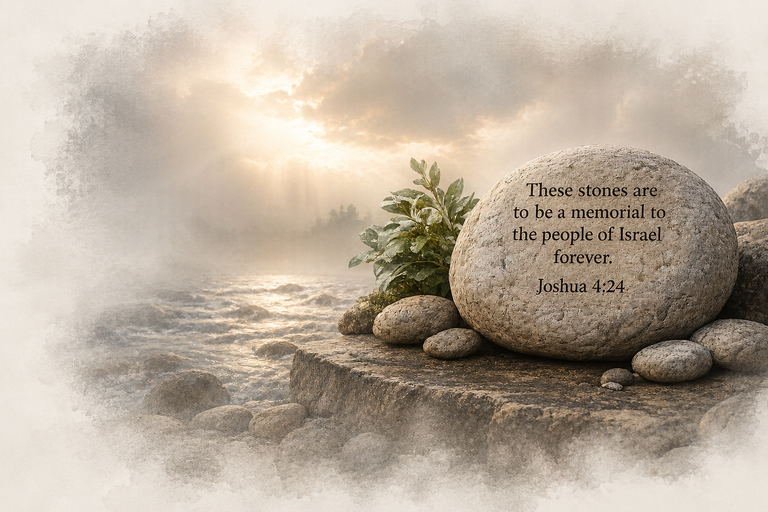 These stones are
to be a memorial to
the people of Israel
forever.
Joshua 4:24